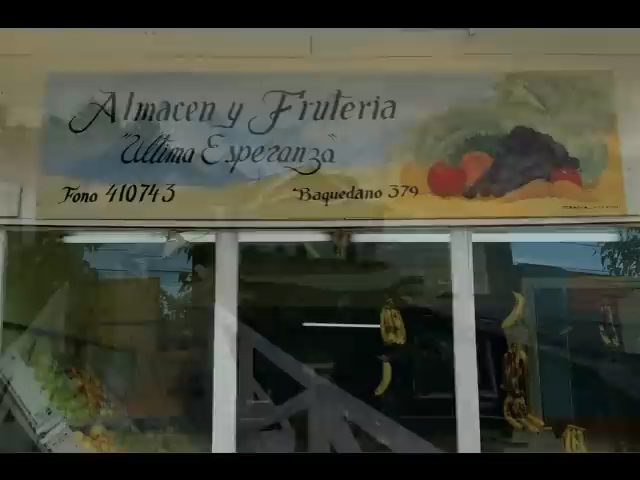 Almacen y Fruteria
"Ultima Esperanza"
Fono 410743
Baquedano 379